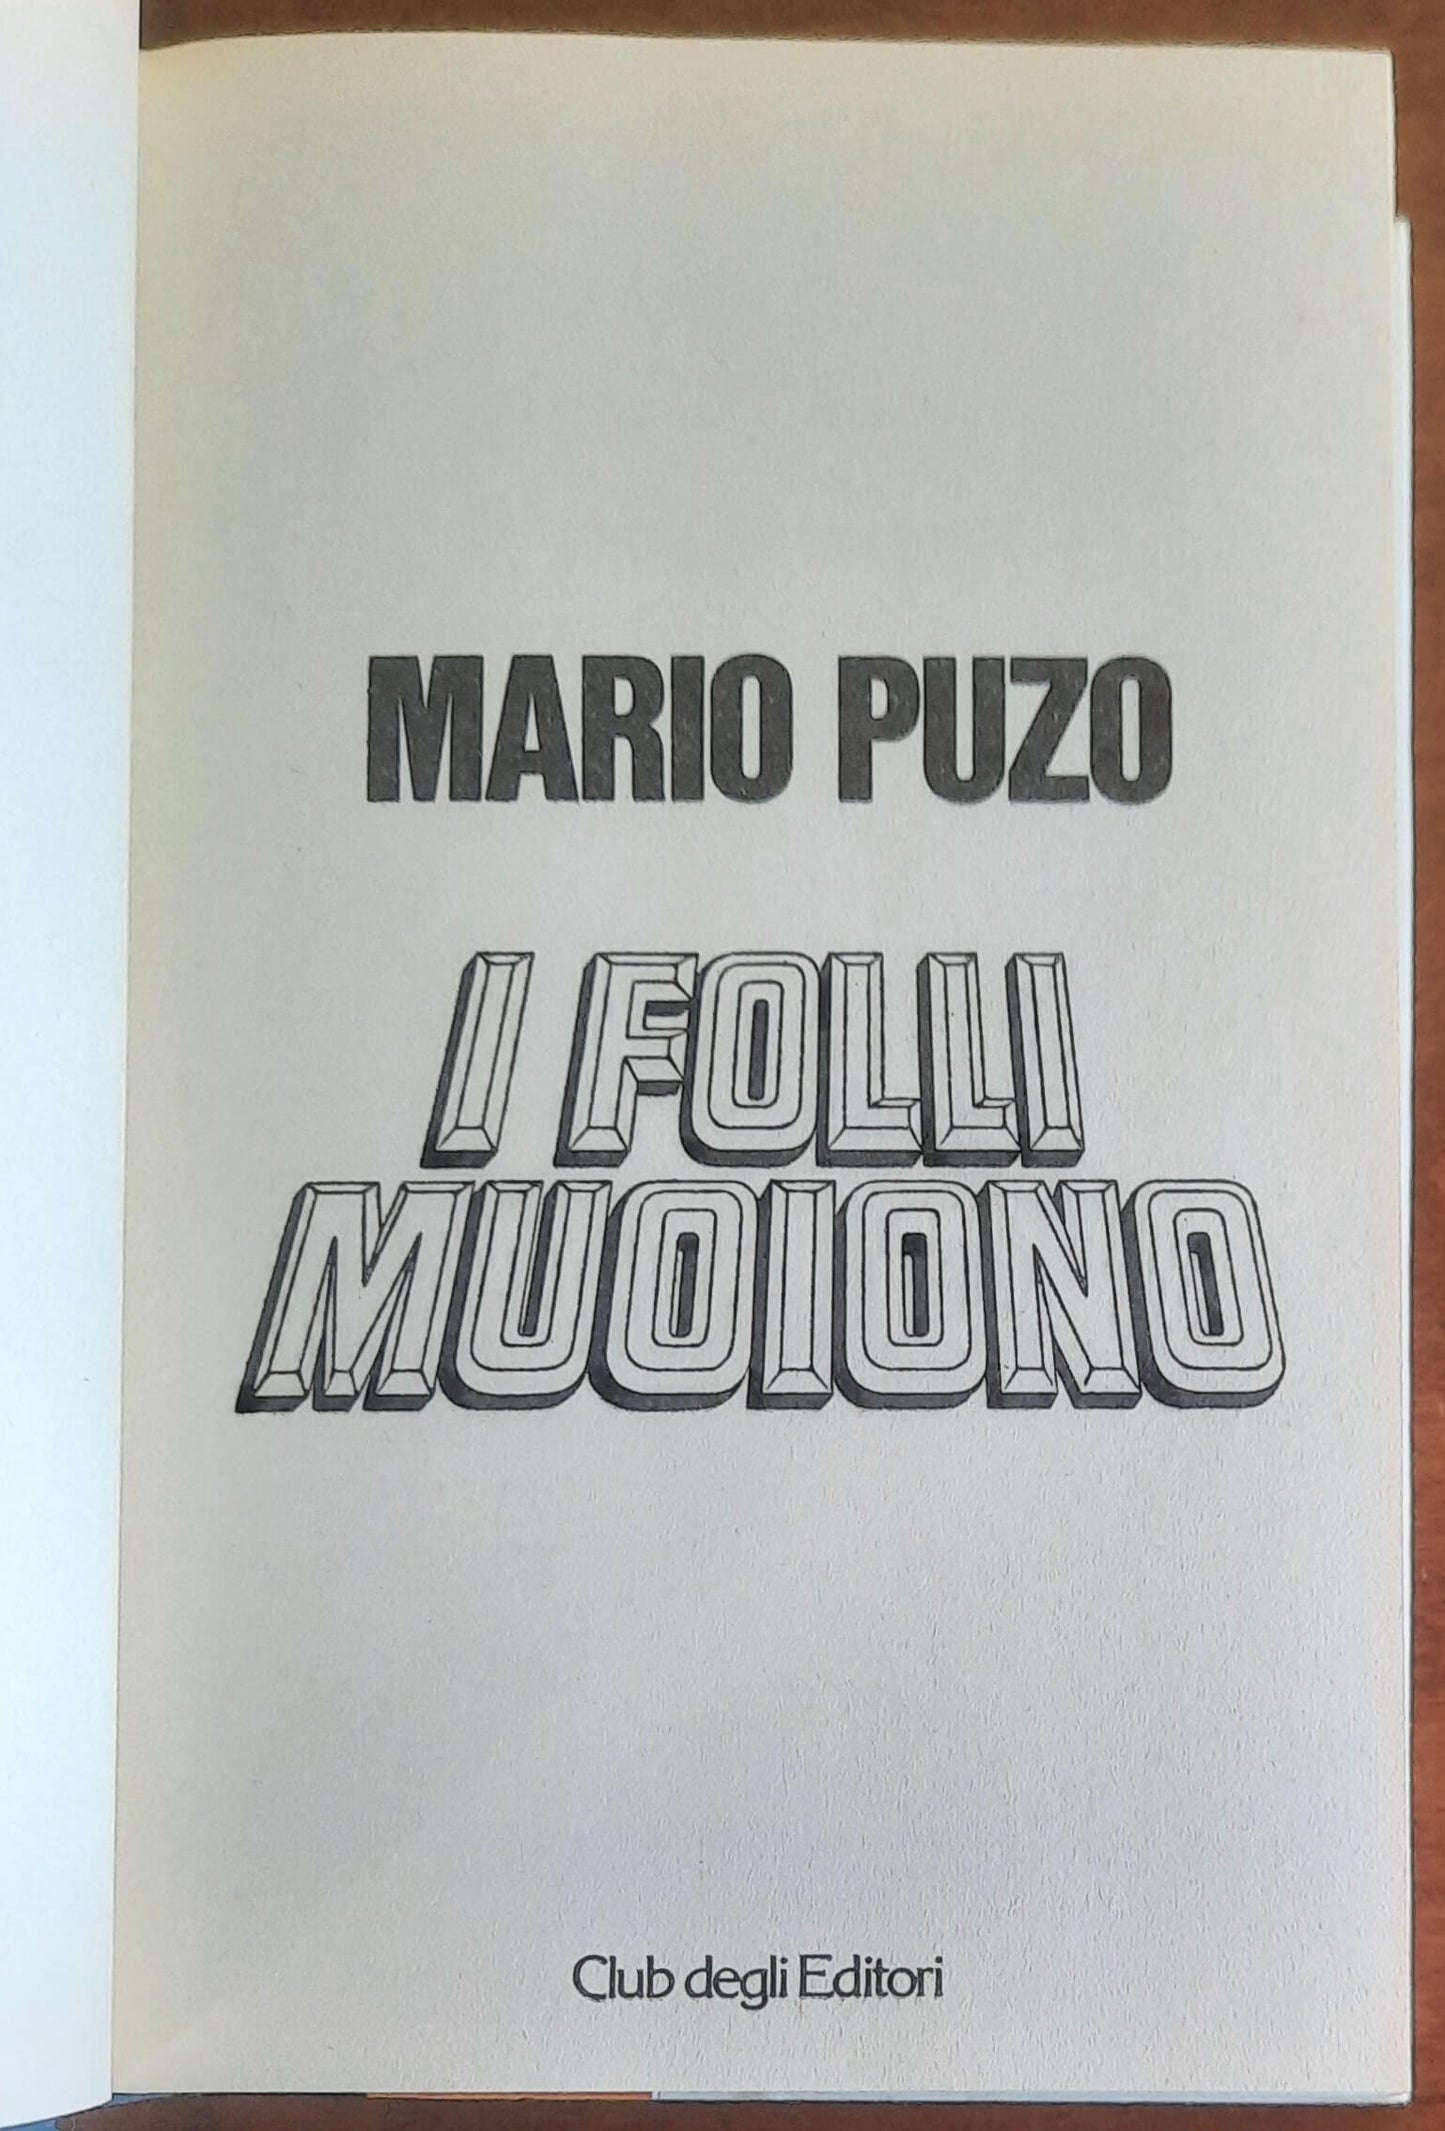 MARIO PUZO
I FOLLI
MUOIONO
Club degli Editori